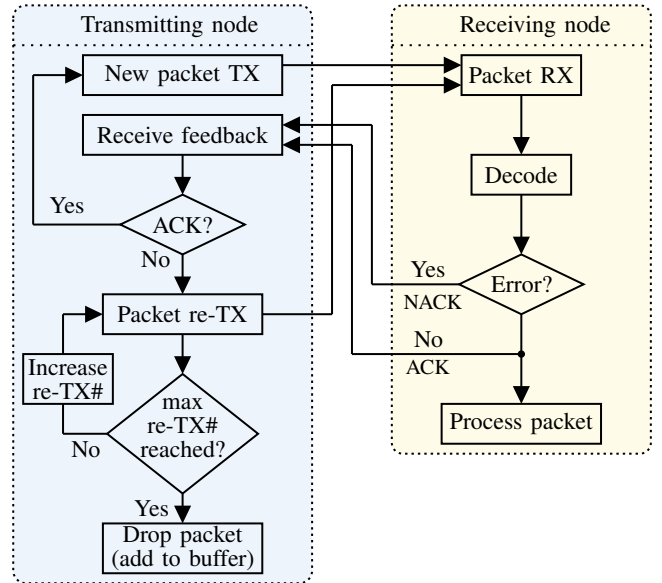 Transmitting node
New packet TX
Receive feedback
Yes
ACK?
No
Packet re-TX
Increase
re-TX#
max
re-TX#
reached?
No
Yes
Drop packet
(add to buffer)
Receiving node
Packet RX
Decode
Yes
NACK
Error?
No
ACK
Process packet